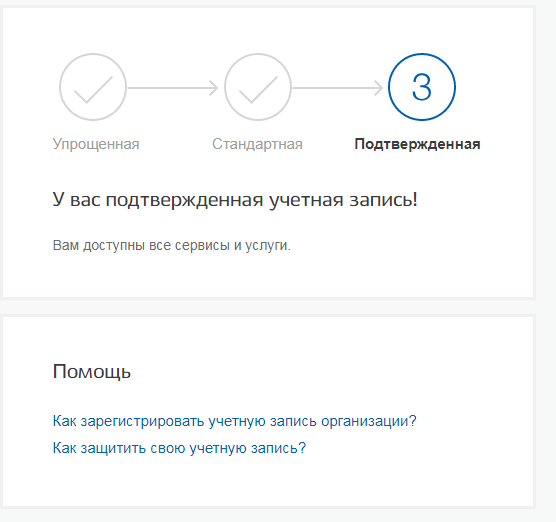 3
Упрощенная Стандартная Подтвержденная
У вас подтвержденная учетная запись!
Вам доступны все сервисы и услуги.
Помощь
Как зарегистрировать учетную запись организации?
Как защитить свою учетную запись?